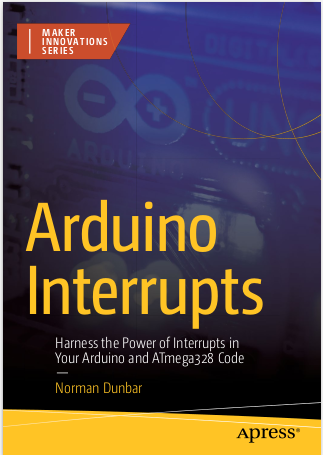 MAKER
INNOVATIONS
SERIES
ARDUINO
Arduino
Interrupts
Harness the Power of Interrupts in
Your Arduino and ATmega328 Code
Norman Dunbar
Apress®